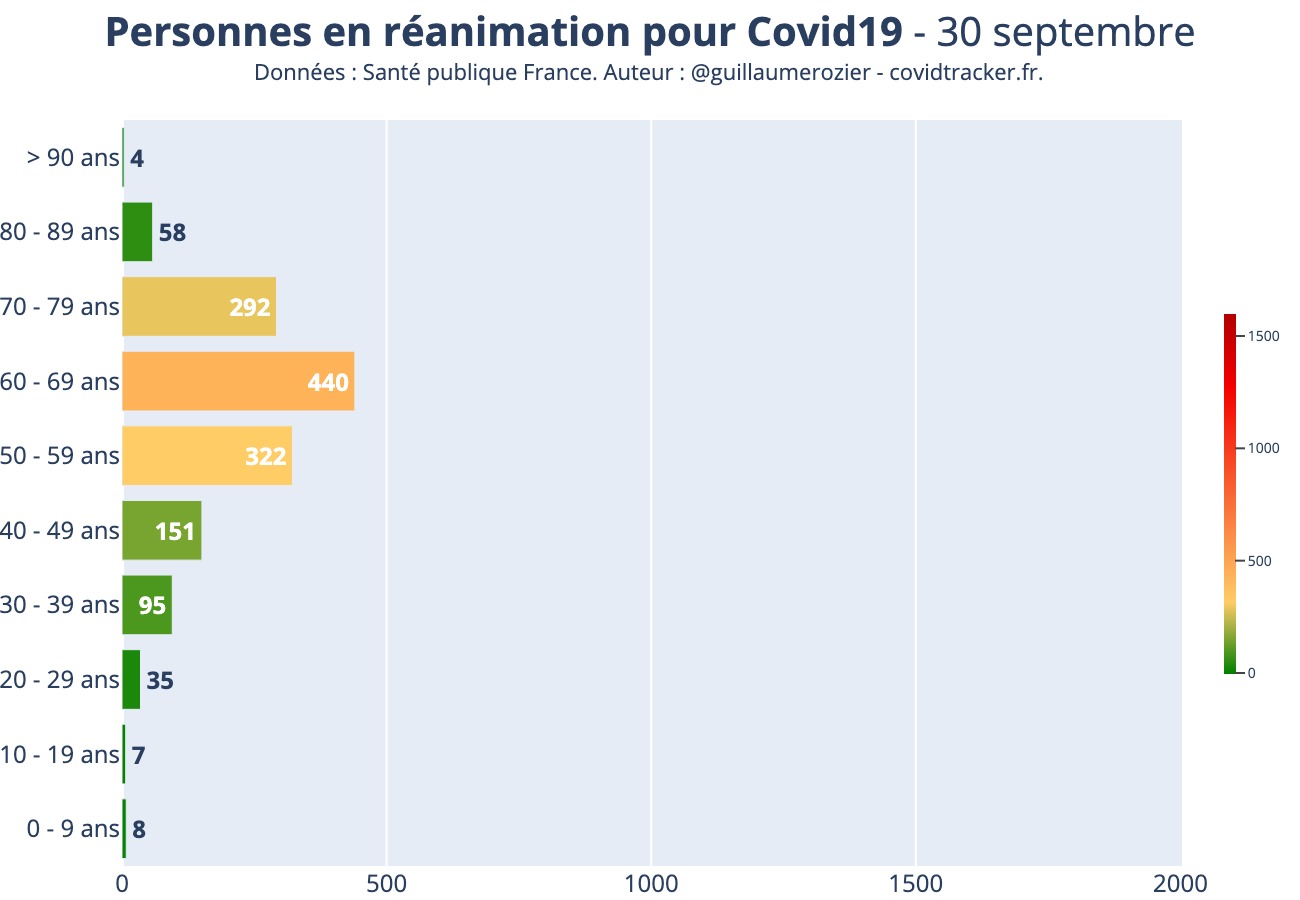 Personnes en réanimation pour Covid19 - 30 septembre
Données : Santé publique France. Auteur : @guillaumerozier - covidtracker.fr.
> 90 ans 4
80 - 89 ans 58
70 - 79 ans 292
60 - 69 ans 440
50 - 59 ans 322
40 - 49 ans 151
30 - 39 ans 95
20 - 29 ans 35
10 - 19 ans 7
0 - 9 ans 8
0 500 1000 1500 2000
1500
1000
500
0